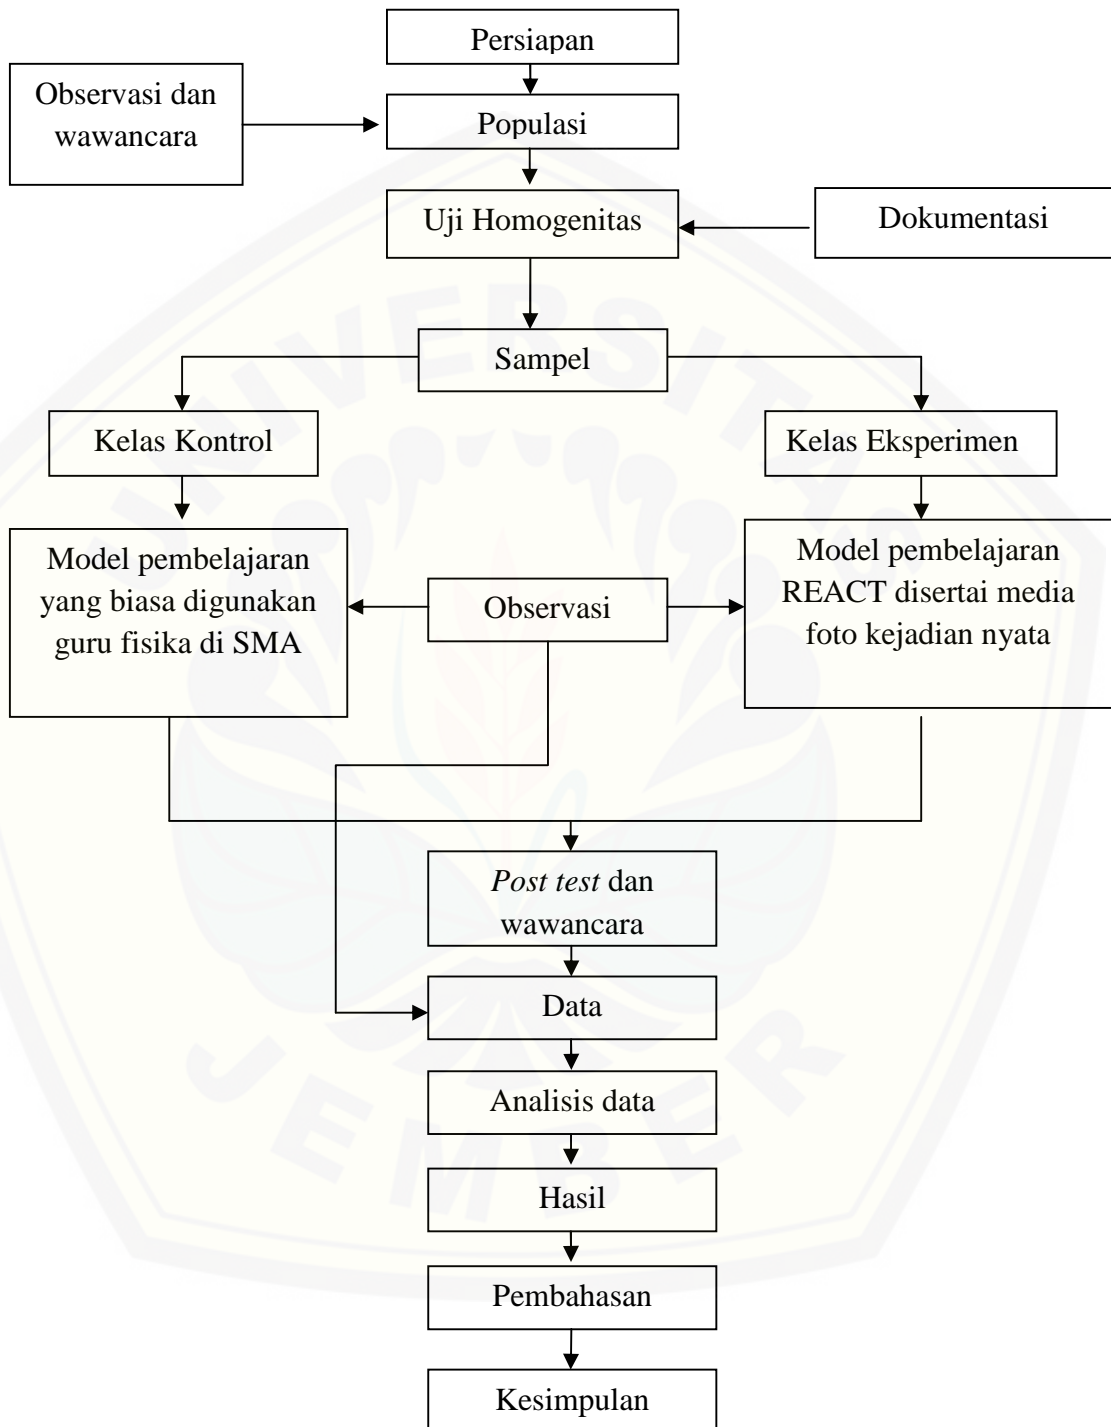 Persiapan
Observasi dan
wawancara
Populasi
Uji Homogenitas
Dokumentasi
Sampel
Kelas Kontrol
Kelas Eksperimen
Model pembelajaran
yang biasa digunakan
guru fisika di SMA
Observasi
Model pembelajaran
REACT disertai media
foto kejadian nyata
Post test dan
wawancara
Data
Analisis data
Hasil
Pembahasan
Kesimpulan
UNIVERSITAS
JEMBER